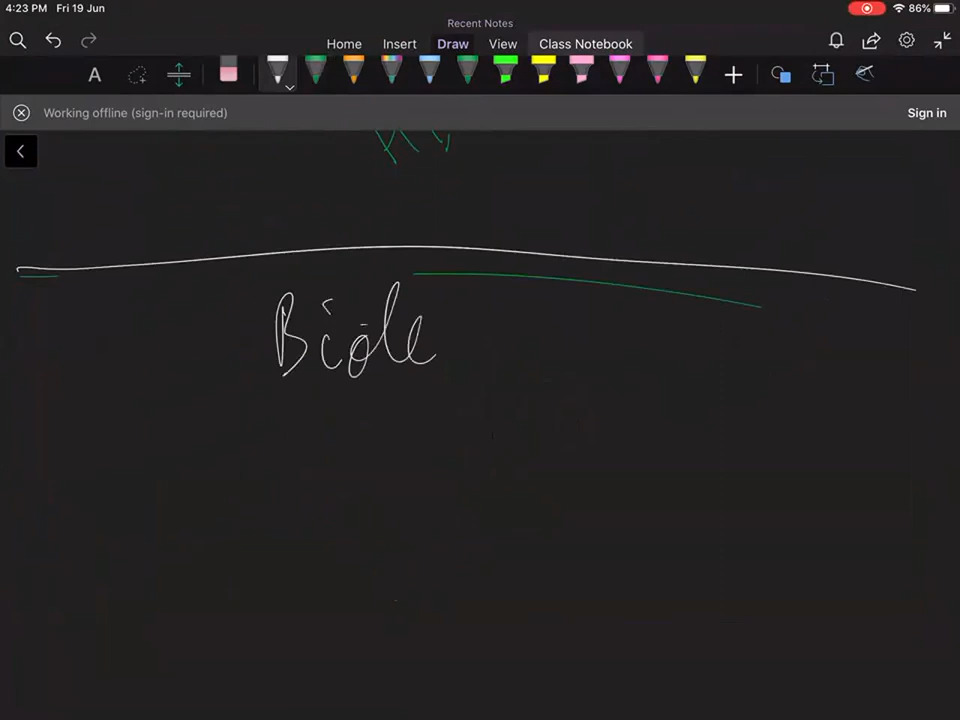 4:23 PM Fri 19 Jun
86%
Recent Notes
Home Insert Draw View Class Notebook
A
Working offline (sign-in required)
Sign in
Biole